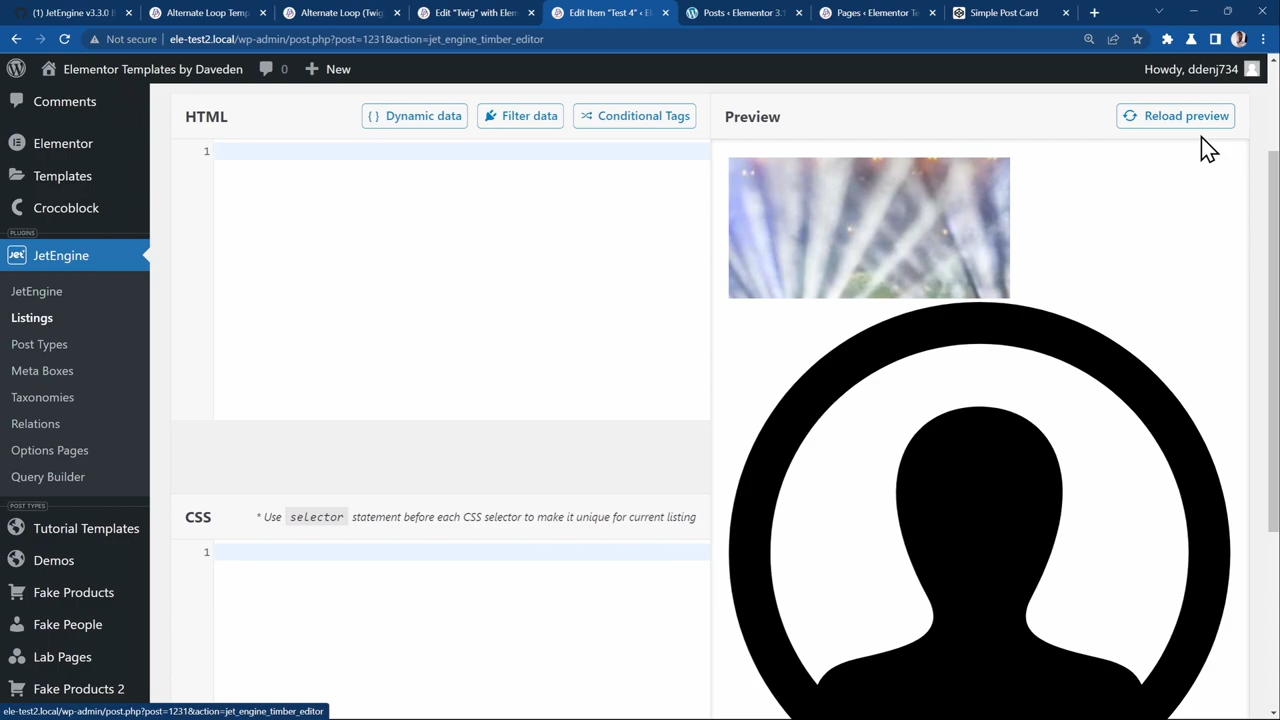 (1) JetEngine v3.3.0 B
Alternate Loop Temp
Alternate Loop (Twig
Edit "Twig" with Elem
Edit Item "Test 4" ‹ El
Posts ‹ Elementor 3.1
Pages ‹ Elementor Te
Simple Post Card
Not secure
ele-test2.local/wp-admin/post.php?post=1231&action=jet_engine_timber_editor
Elementor Templates by Daveden
0
New
Howdy, ddenj734
Comments
Elementor
Templates
Crocoblock
PLUGINS
JetEngine
JetEngine
Listings
Post Types
Meta Boxes
Taxonomies
Relations
Options Pages
Query Builder
POST TYPES
Tutorial Templates
Demos
Fake Products
Fake People
Lab Pages
Fake Products 2
HTML
{ } Dynamic data
Filter data
Conditional Tags
1
CSS
* Use selector statement before each CSS selector to make it unique for current listing
1
Preview
Reload preview
ele-test2.local/wp-admin/post.php?post=1231&action=jet_engine_timber_editor